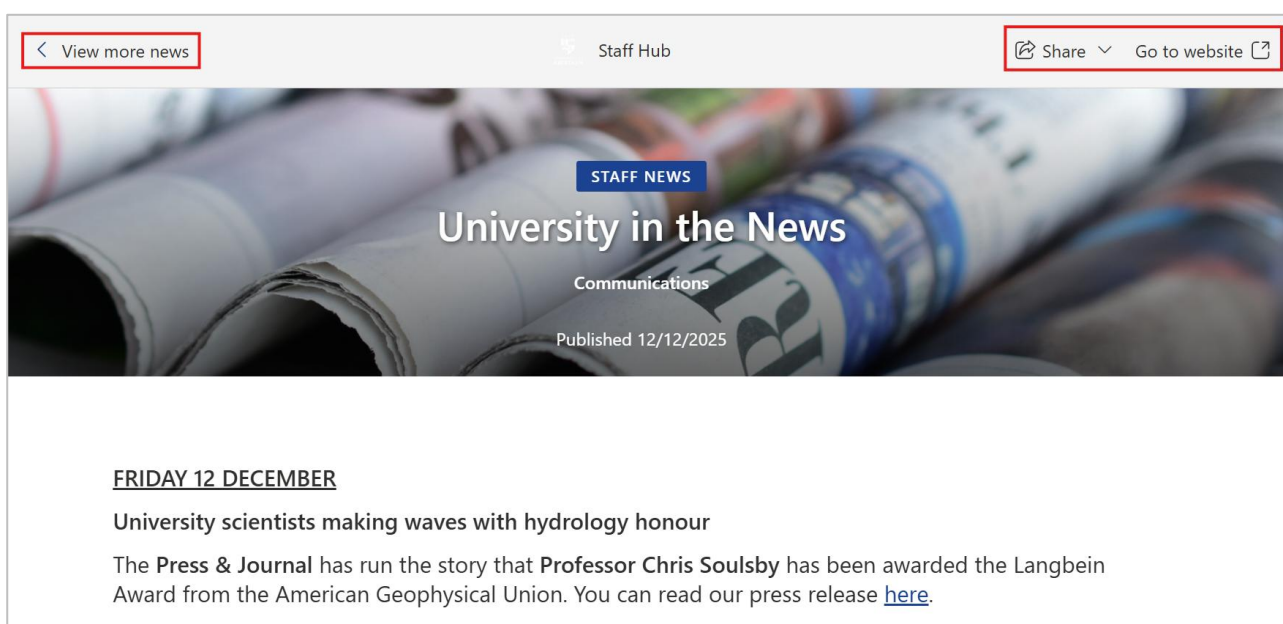 View more news
Staff Hub
Share
Go to website
STAFF NEWS
University in the News
Communications
Published 12/12/2025
FRIDAY 12 DECEMBER
University scientists making waves with hydrology honour
The Press & Journal has run the story that Professor Chris Soulsby has been awarded the Langbein
Award from the American Geophysical Union. You can read our press release here.